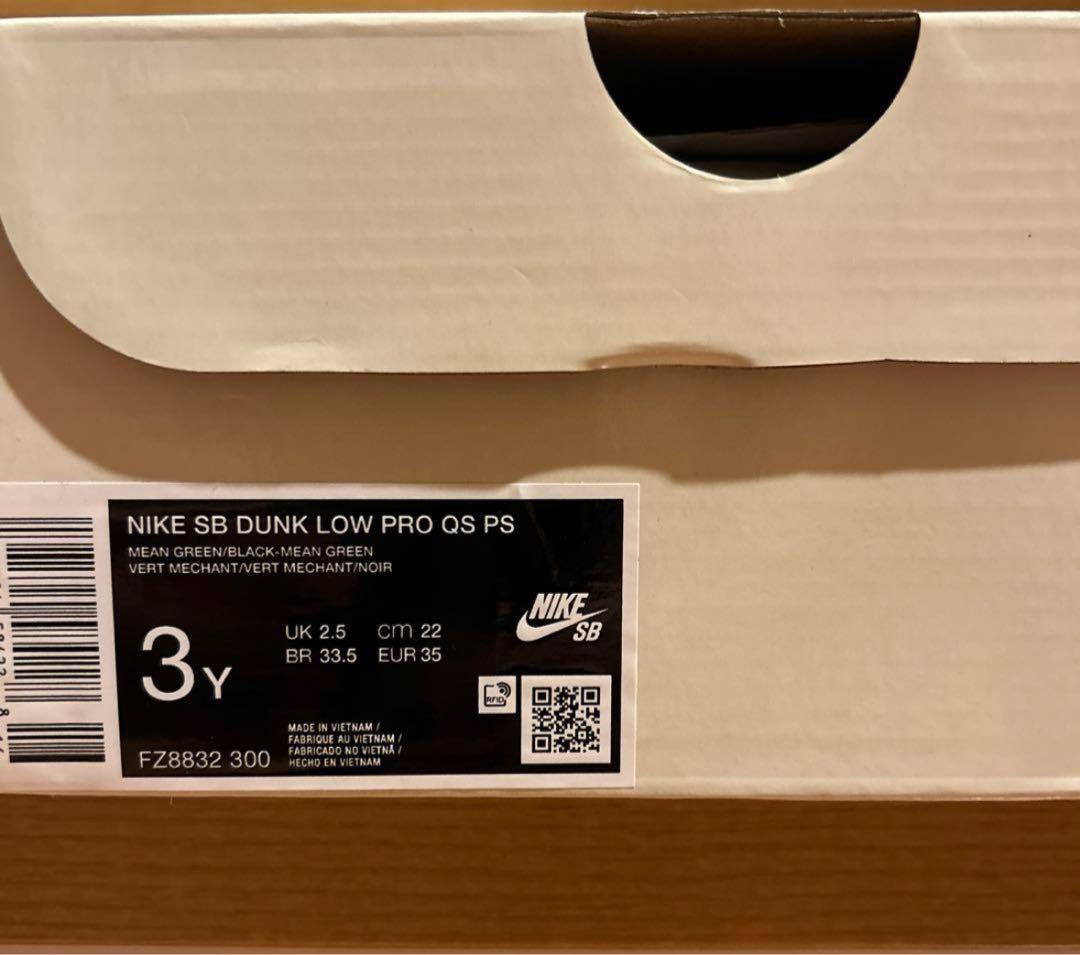 NIKE SB DUNK LOW PRO QS PS
MEAN GREEN/BLACK-MEAN GREEN
VERT MECHANT/VERT MECHANT/NOIR
3Y
UK 2.5 cm 22
BR 33.5 EUR 35
NIKE
SB
RFID
MADE IN VIETNAM /
FABRIQUE AU VIETNAM /
FABRICADO NO VIETNÃ /
HECHO EN VIETNAM
FZ8832 300